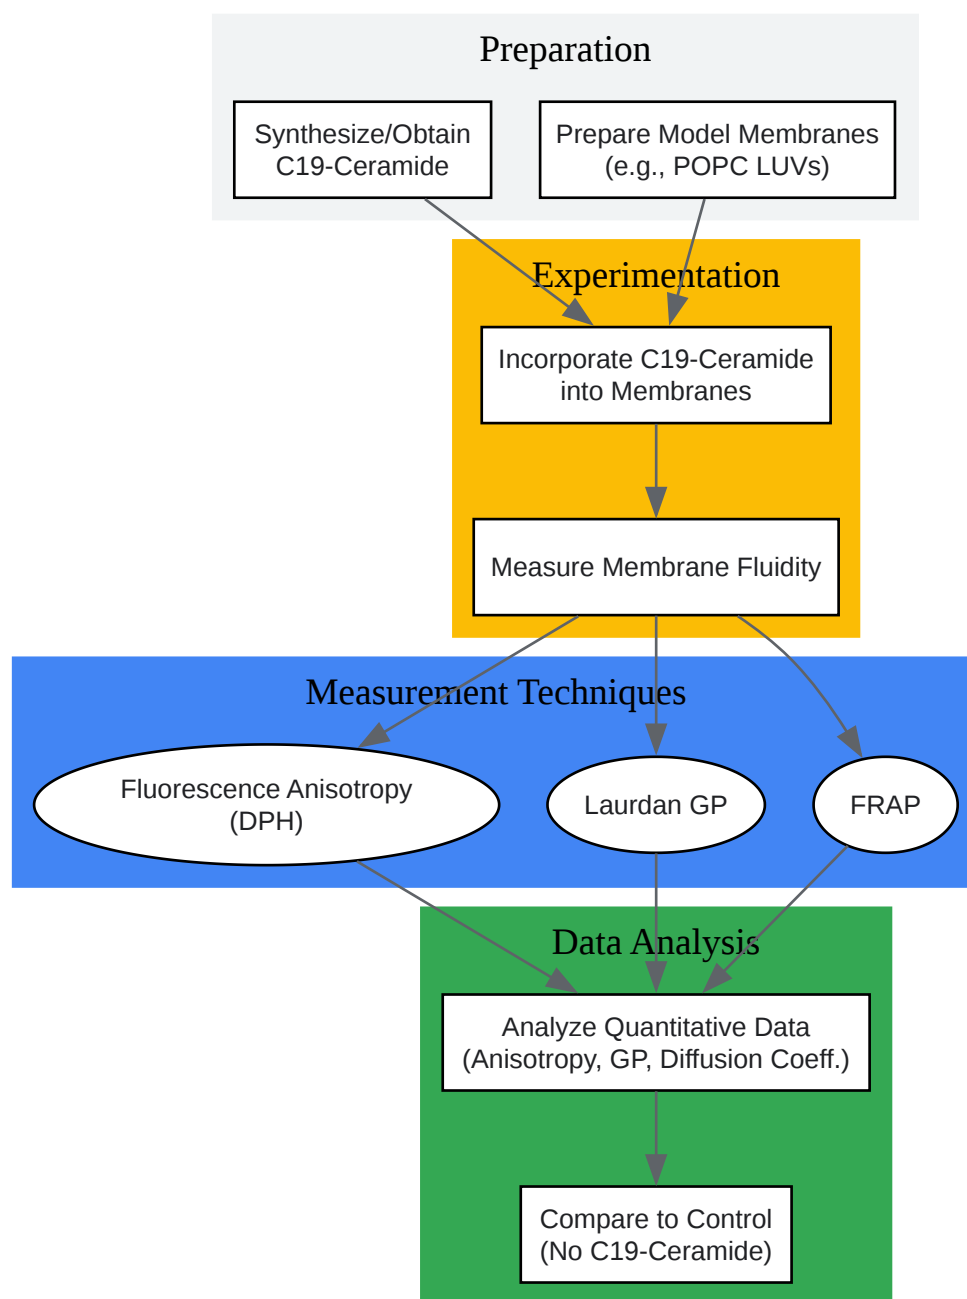 Preparation
Synthesize/Obtain
C19-Ceramide
Prepare Model Membranes
(e.g., POPC LUVs)
Experimentation
Incorporate C19-Ceramide
into Membranes
Measure Membrane Fluidity
Measurement Techniques
Fluorescence Anisotropy
(DPH)
Laurdan GP
FRAP
Data Analysis
Analyze Quantitative Data
(Anisotropy, GP, Diffusion Coeff.)
Compare to Control
(No C19-Ceramide)